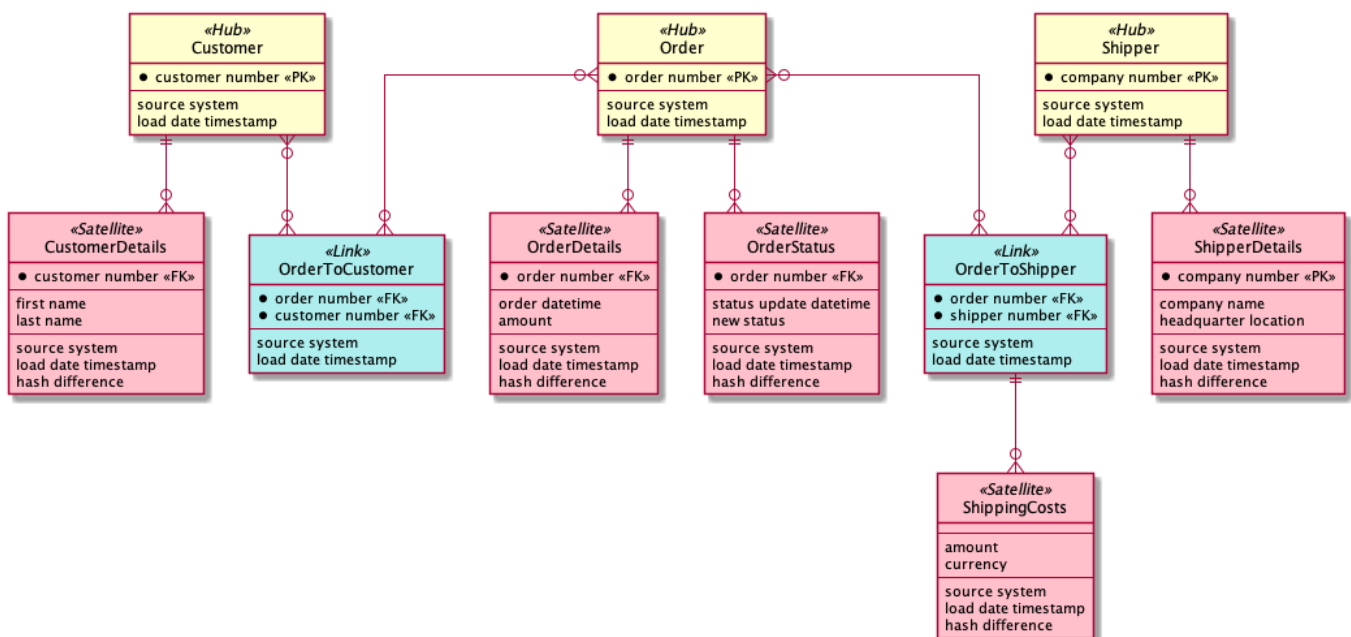 «Hub»
Customer
● customer number «PK»
source system
load date timestamp
«Hub»
Order
● order number «PK»
source system
load date timestamp
«Hub»
Shipper
● company number «PK»
source system
load date timestamp
«Satellite»
CustomerDetails
● customer number «FK»
first name
last name
source system
load date timestamp
hash difference
«Link»
OrderToCustomer
● order number «FK»
● customer number «FK»
source system
load date timestamp
«Satellite»
OrderDetails
● order number «FK»
order datetime
amount
source system
load date timestamp
hash difference
«Satellite»
OrderStatus
● order number «FK»
status update datetime
new status
source system
load date timestamp
hash difference
«Link»
OrderToShipper
● order number «FK»
● shipper number «FK»
source system
load date timestamp
«Satellite»
ShipperDetails
● company number «PK»
company name
headquarter location
source system
load date timestamp
hash difference
«Satellite»
ShippingCosts
amount
currency
source system
load date timestamp
hash difference